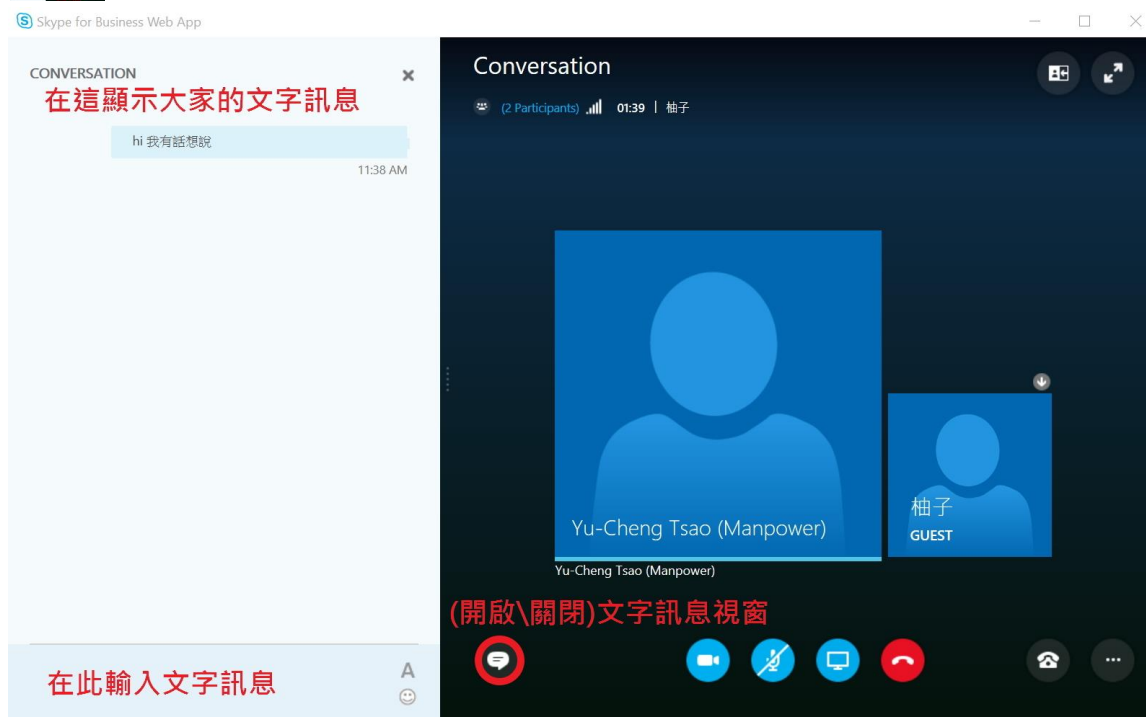 Skype for Business Web App
CONVERSATION
在這顯示大家的文字訊息
hi 我有話想說
11:38 AM
在此輸入文字訊息
A
Conversation
(2 Participants) 01:39 | 柚子
Yu-Cheng Tsao (Manpower)
柚子
GUEST
Yu-Cheng Tsao (Manpower)
(開啟\關閉)文字訊息視窗